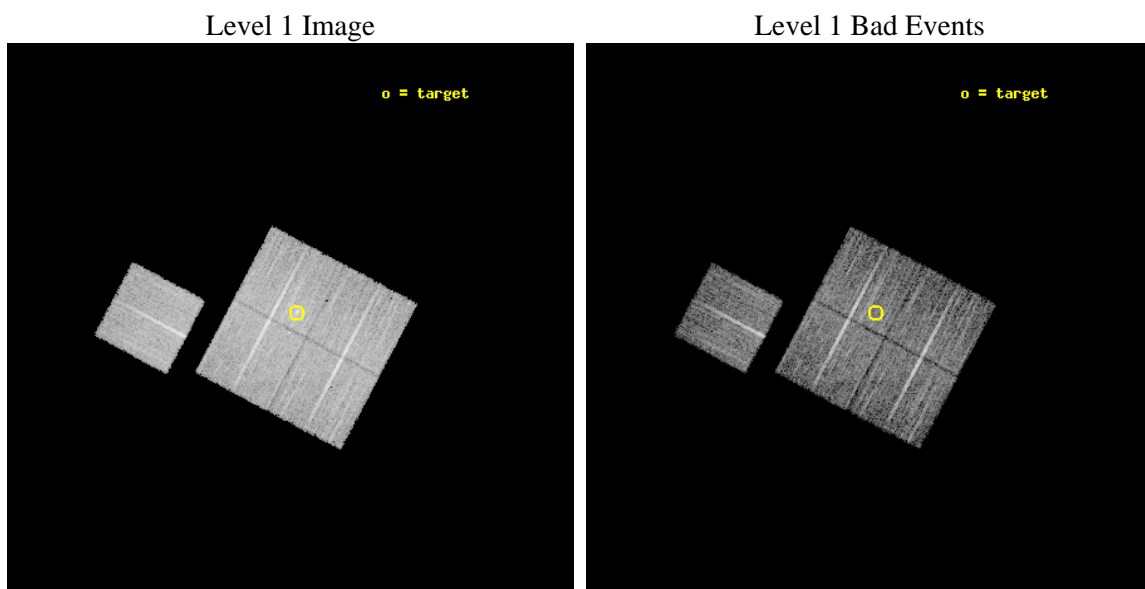 Level 1 Image
Level 1 Bad Events
o = target
o = target